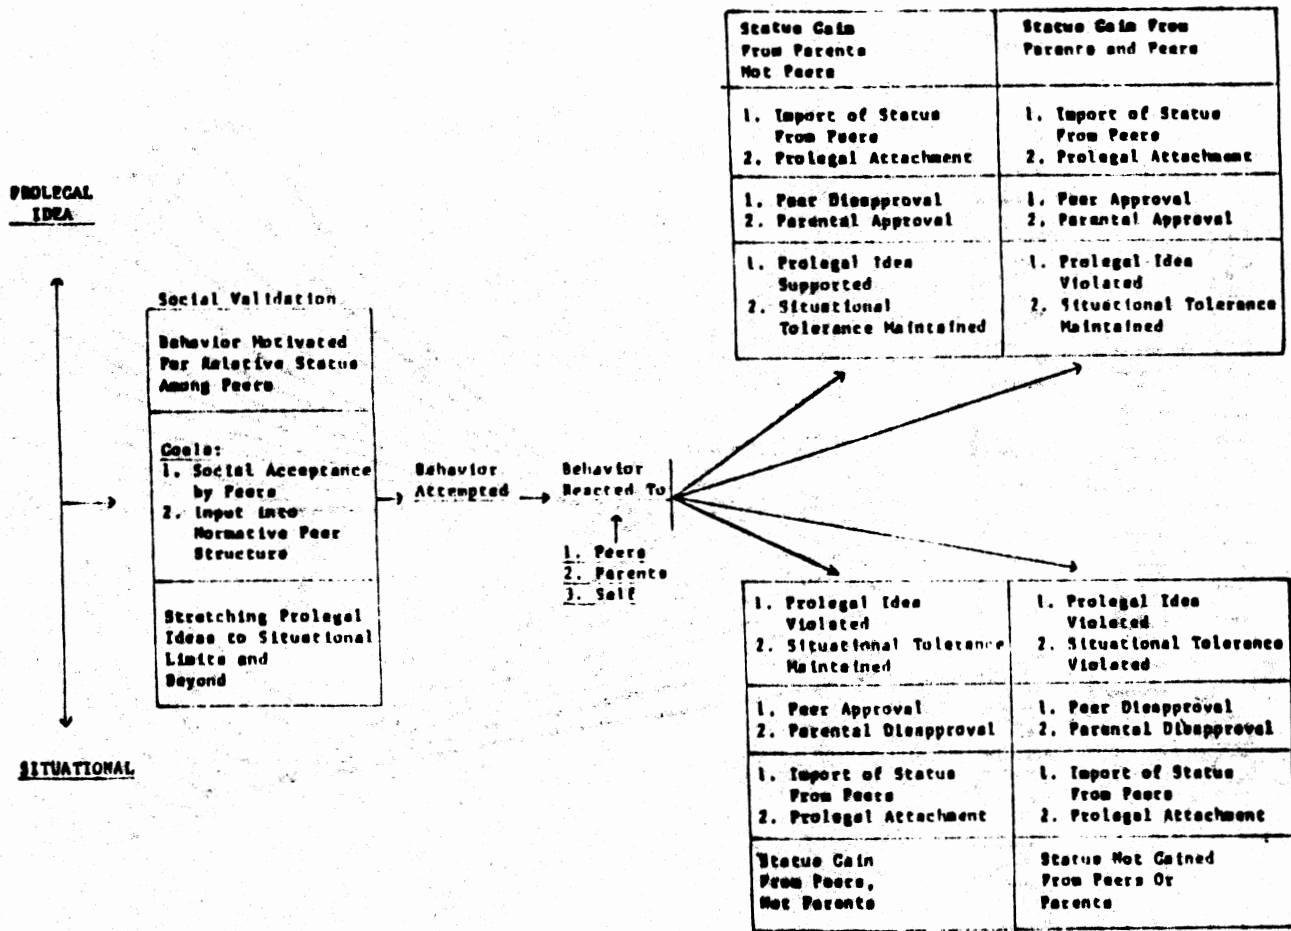 PROLEGAL
IDEA
SITUATIONAL
Social Validation
Behavior Motivated
For Relative Status
Among Peers
Goals:
1. Social Acceptance
by Peers
2. Input into
Normative Peer
Structure
Stretching Prolegal
Ideas to Situational
Limits and
Beyond
Behavior
Attempted
Behavior
Reacted To
1. Peers
2. Parents
3. Self
Status Gain
From Parents
Not Peers
1. Import of Status
From Peers
2. Prolegal Attachment
1. Peer Disapproval
2. Parental Approval
1. Prolegal Idea
Supported
2. Situational
Tolerance Maintained
Status Gain From
Parents and Peers
1. Import of Status
From Peers
2. Prolegal Attachment
1. Peer Approval
2. Parental Approval
1. Prolegal Idea
Violated
2. Situational Tolerance
Maintained
1. Prolegal Idea
Violated
2. Situational Tolerance
Maintained
1. Peer Approval
2. Parental Disapproval
1. Import of Status
From Peers
2. Prolegal Attachment
Status Gain
From Peers,
Not Parents
1. Prolegal Idea
Violated
2. Situational Tolerance
Violated
1. Peer Disapproval
2. Parental Disapproval
1. Import of Status
From Peers
2. Prolegal Attachment
Status Not Gained
From Peers Or
Parents